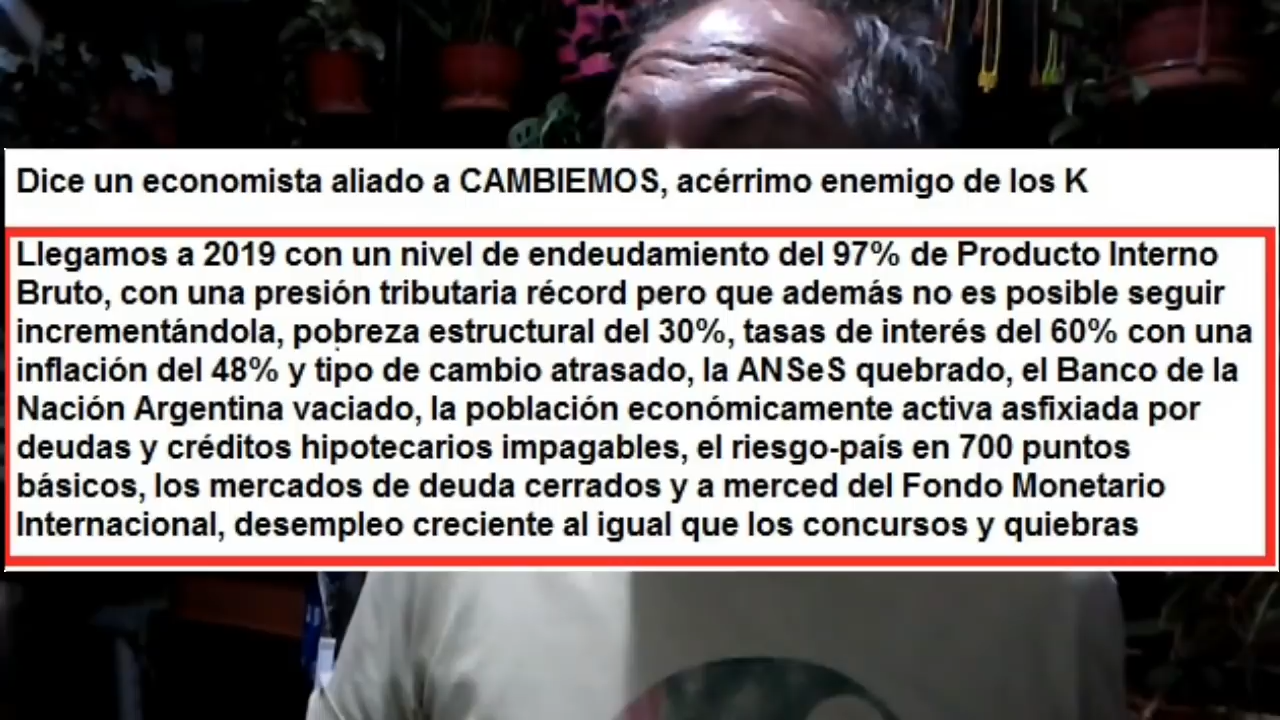 Dice un economista aliado a CAMBIEMOS, acérrimo enemigo de los K
Llegamos a 2019 con un nivel de endeudamiento del 97% de Producto Interno
Bruto, con una presión tributaria récord pero que además no es posible seguir
incrementándola, pobreza estructural del 30%, tasas de interés del 60% con una
inflación del 48% y tipo de cambio atrasado, la ANSeS quebrado, el Banco de la
Nación Argentina vaciado, la población económicamente activa asfixiada por
deudas y créditos hipotecarios impagables, el riesgo-país en 700 puntos
básicos, los mercados de deuda cerrados y a merced del Fondo Monetario
Internacional, desempleo creciente al igual que los concursos y quiebras